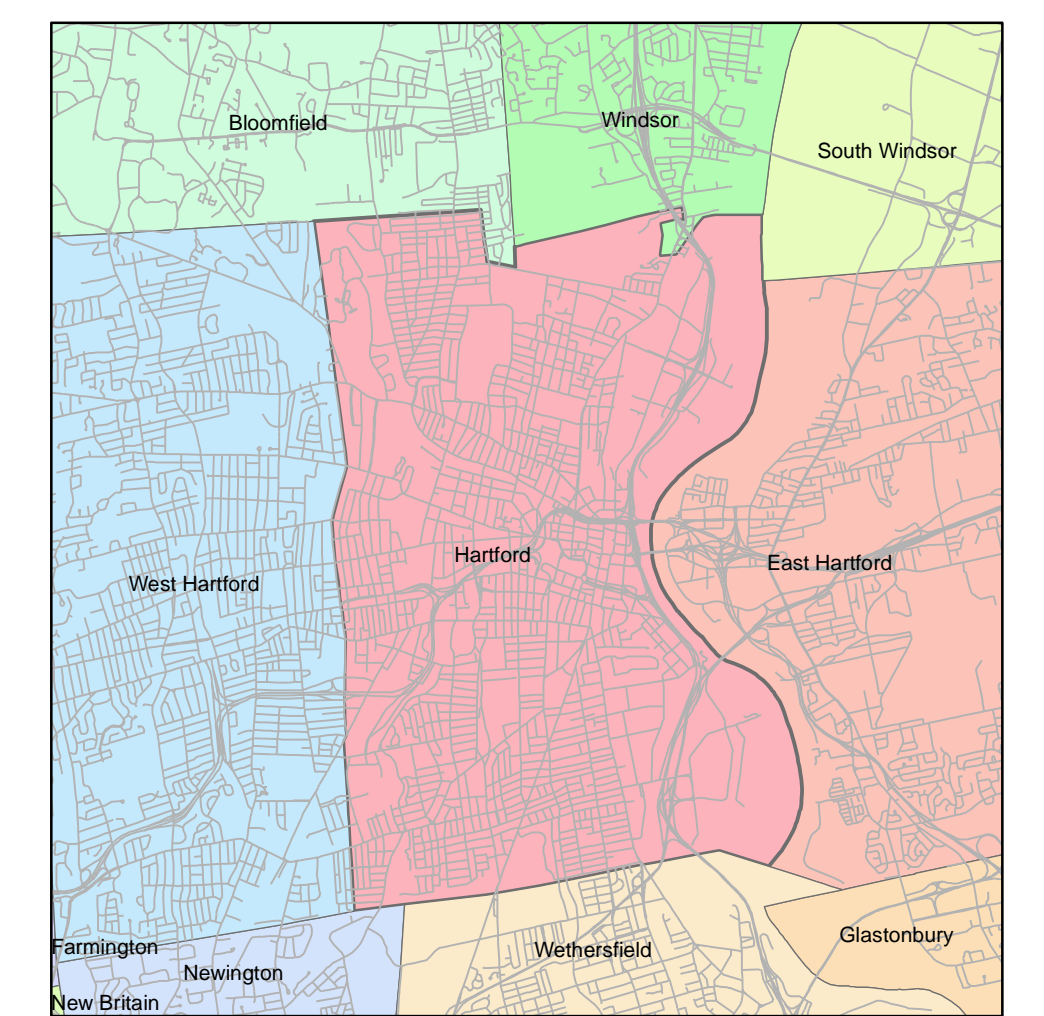 Bloomfield
Windsor
South Windsor
Hartford
East Hartford
West Hartford
Glastonbury
Farmington
Wethersfield
Newington
New Britain